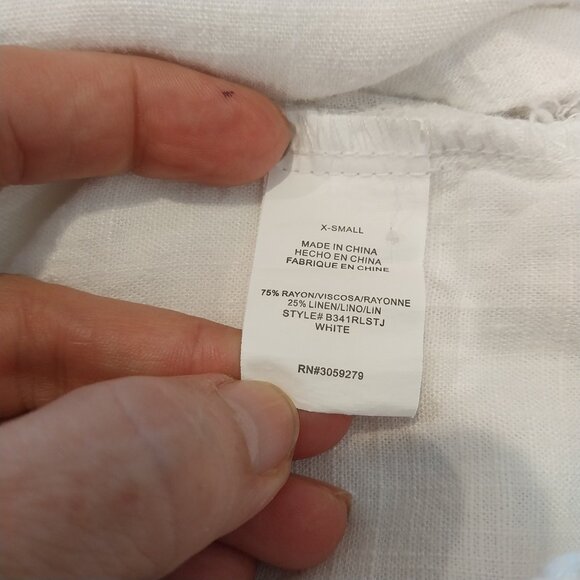 X-SMALL
MADE IN CHINA
HECHO EN CHINA
FABRIQUE EN CHINE
75% RAYON/VISCOSA/RAYONNE
25% LINEN/LINO/LIN
STYLE# B341RLSTJ
WHITE
RN#3059279